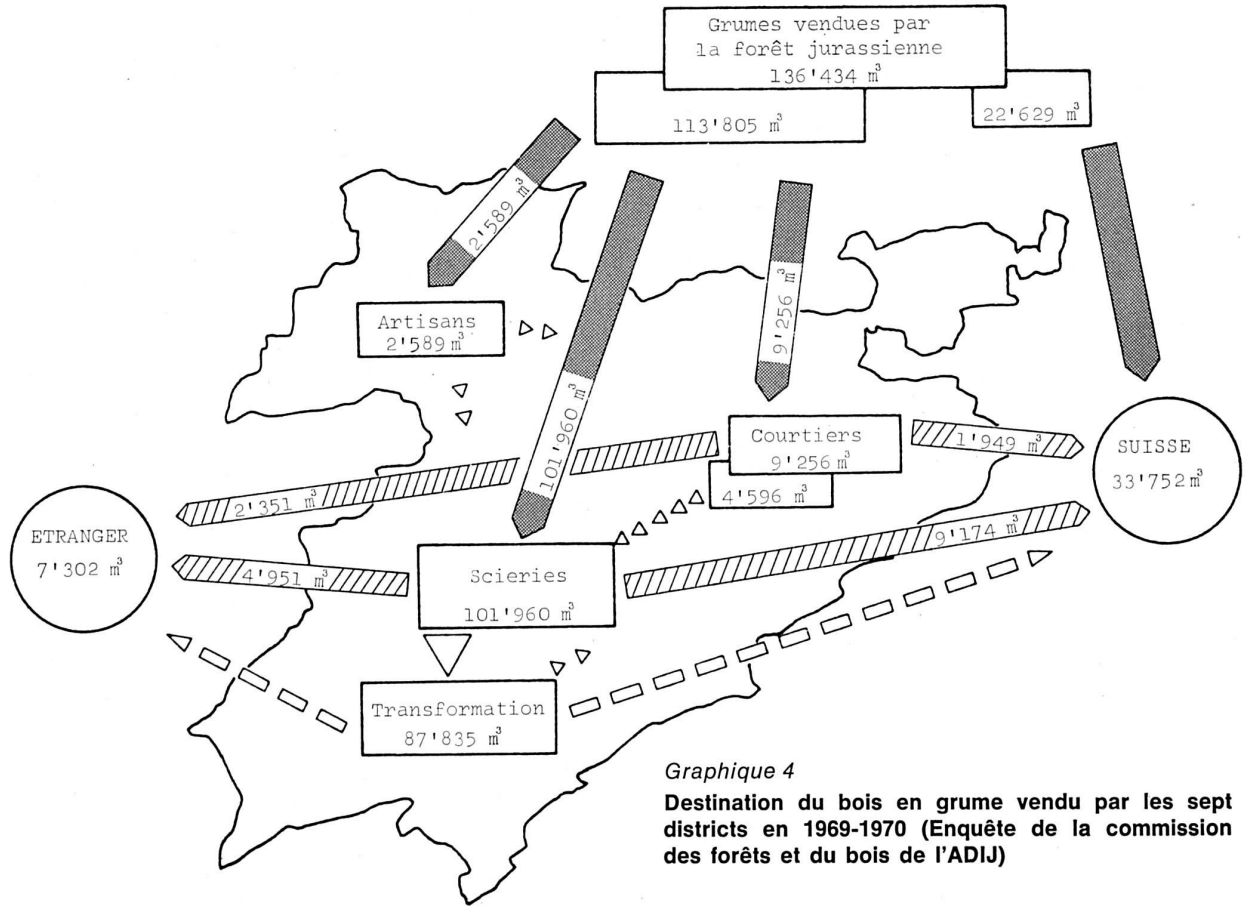 Grumes vendues par
la forêt jurassienne
136'434 m³
113'805 m³
22'629 m³
2'589 m³
101'960 m³
9'256 m³
Artisans
2'589 m³
Courtiers
9'256 m³
4'596 m³
1'949 m³
SUISSE
33'752 m³
2'351 m³
9'174 m³
ETRANGER
7'302 m³
4'951 m³
Scieries
101'960 m³
Transformation
87'835 m³
Graphique 4
Destination du bois en grume vendu par les sept
districts en 1969-1970 (Enquête de la commission
des forêts et du bois de l'ADIJ)